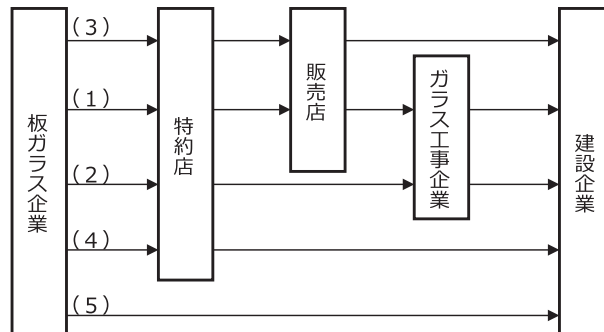 板ガラス企業
（3）
（1）
（2）
（4）
（5）
特約店
販売店
ガラス工事企業
建設企業